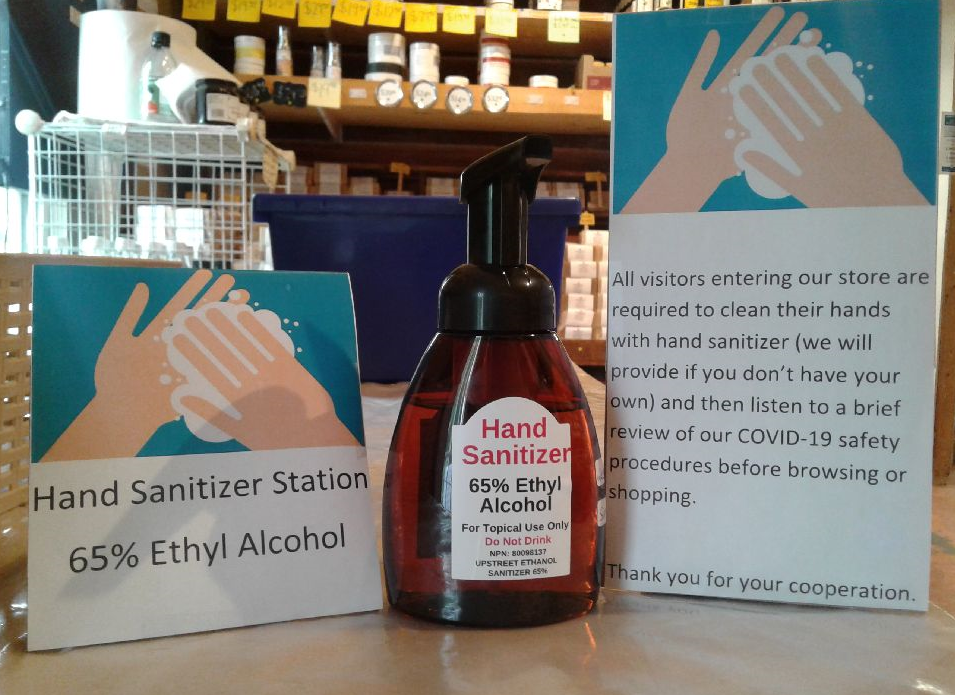 Hand Sanitizer Station
65% Ethyl Alcohol
Hand
Sanitizer
65% Ethyl
Alcohol
For Topical Use Only
Do Not Drink
NPN: 80098137
UPSTREET ETHANOL
SANITIZER 65%
All visitors entering our store are
required to clean their hands
with hand sanitizer (we will
provide if you don't have your
own) and then listen to a brief
review of our COVID-19 safety
procedures before browsing or
shopping.
Thank you for your cooperation.